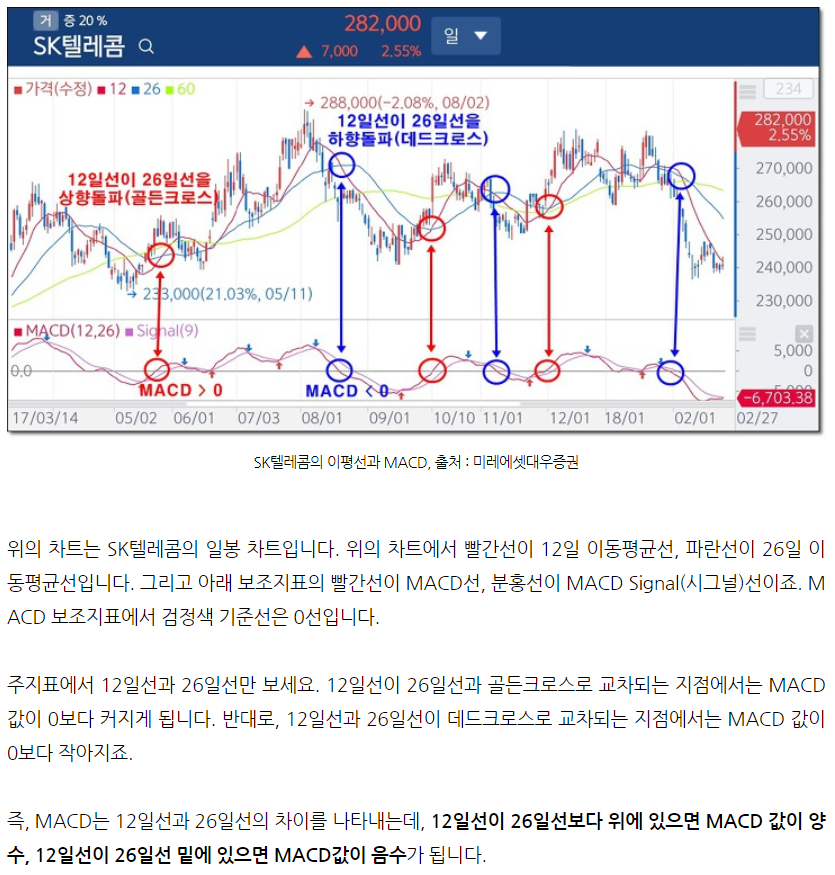 거 증 20 %
282,000
SK텔레콤
▲ 7,000 2.55%
일 ▼
가격(수정) 12 26 60
234
288,000(-2.08%, 08/02)
12일선이 26일선을
하향돌파(데드크로스)
282,000
2.55%
12일선이 26일선을
상향돌파(골든크로스)
270,000
260,000
250,000
240,000
230,000
233,000(21.03%, 05/11)
MACD(12,26) Signal(9)
5,000
0.0
0
MACD > 0
MACD < 0
-6,703.38
17/03/14 05/02 06/01 07/03 08/01 09/01 10/10 11/01 12/01 18/01 02/01 02/27
SK텔레콤의 이평선과 MACD, 출처 : 미레에셋대우증권
위의 차트는 SK텔레콤의 일봉 차트입니다. 위의 차트에서 빨간선이 12일 이동평균선, 파란선이 26일 이
동평균선입니다. 그리고 아래 보조지표의 빨간선이 MACD선, 분홍선이 MACD Signal(시그널)선이죠. M
ACD 보조지표에서 검정색 기준선은 0선입니다.
주지표에서 12일선과 26일선만 보세요. 12일선이 26일선과 골든크로스로 교차되는 지점에서는 MACD
값이 0보다 커지게 됩니다. 반대로, 12일선과 26일선이 데드크로스로 교차되는 지점에서는 MACD 값이
0보다 작아지죠.
즉, MACD는 12일선과 26일선의 차이를 나타내는데, 12일선이 26일선보다 위에 있으면 MACD 값이 양
수, 12일선이 26일선 밑에 있으면 MACD값이 음수가 됩니다.